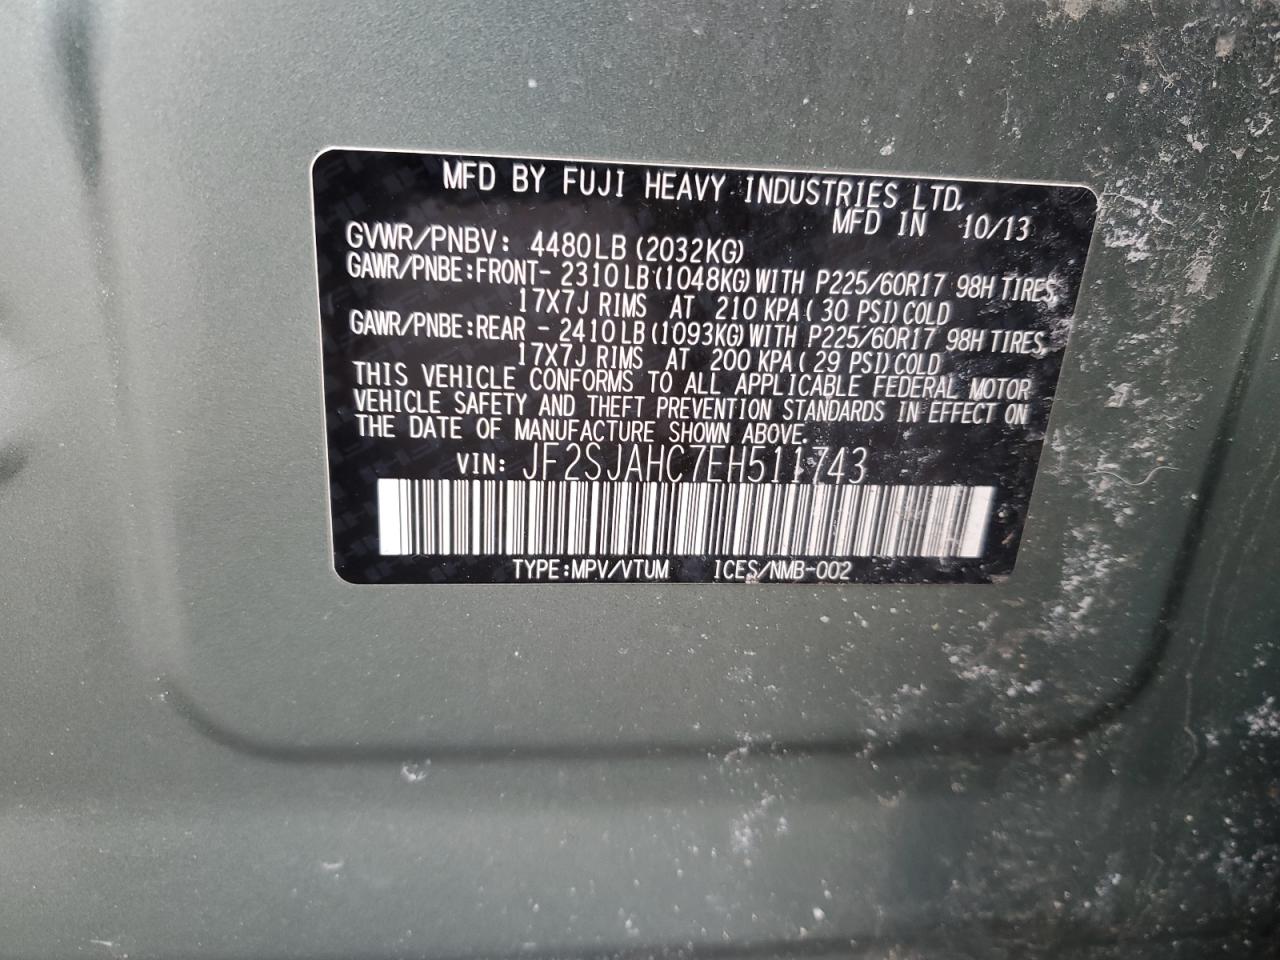 MFD BY FUJI HEAVY INDUSTRIES LTD.
MFD IN 10/13
GVWR/PNBV: 4480LB (2032KG)
GAWR/PNBE:FRONT- 2310LB(1048KG)WITH P225/60R17 98H TIRES,
17X7J RIMS AT 210 KPA( 30 PSI)COLD
GAWR/PNBE:REAR - 2410LB(1093KG)WITH P225/60R17 98H TIRES,
17X7J RIMS AT 200 KPA( 29 PSI)COLD
THIS VEHICLE CONFORMS TO ALL APPLICABLE FEDERAL MOTOR
VEHICLE SAFETY AND THEFT PREVENTION STANDARDS IN EFFECT ON
THE DATE OF MANUFACTURE SHOWN ABOVE.
VIN: JF2SJAHC7EH511743
TYPE:MPV/VTUM ICES/NMB-002